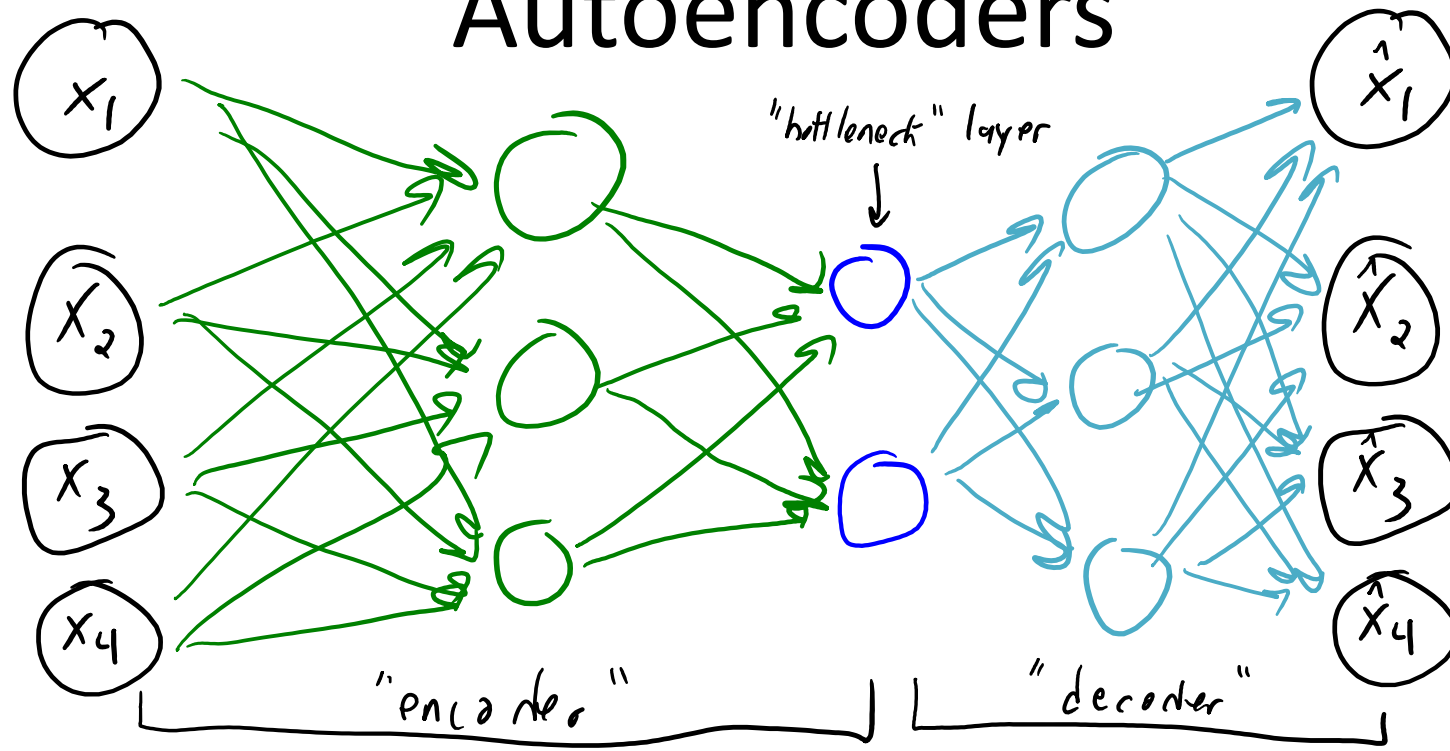 Autoencoders
"bottleneck" layer
x₁
x₂
x₃
x₄
x̂₁
x̂₂
x̂₃
x̂₄
"encoder"
"decoder"